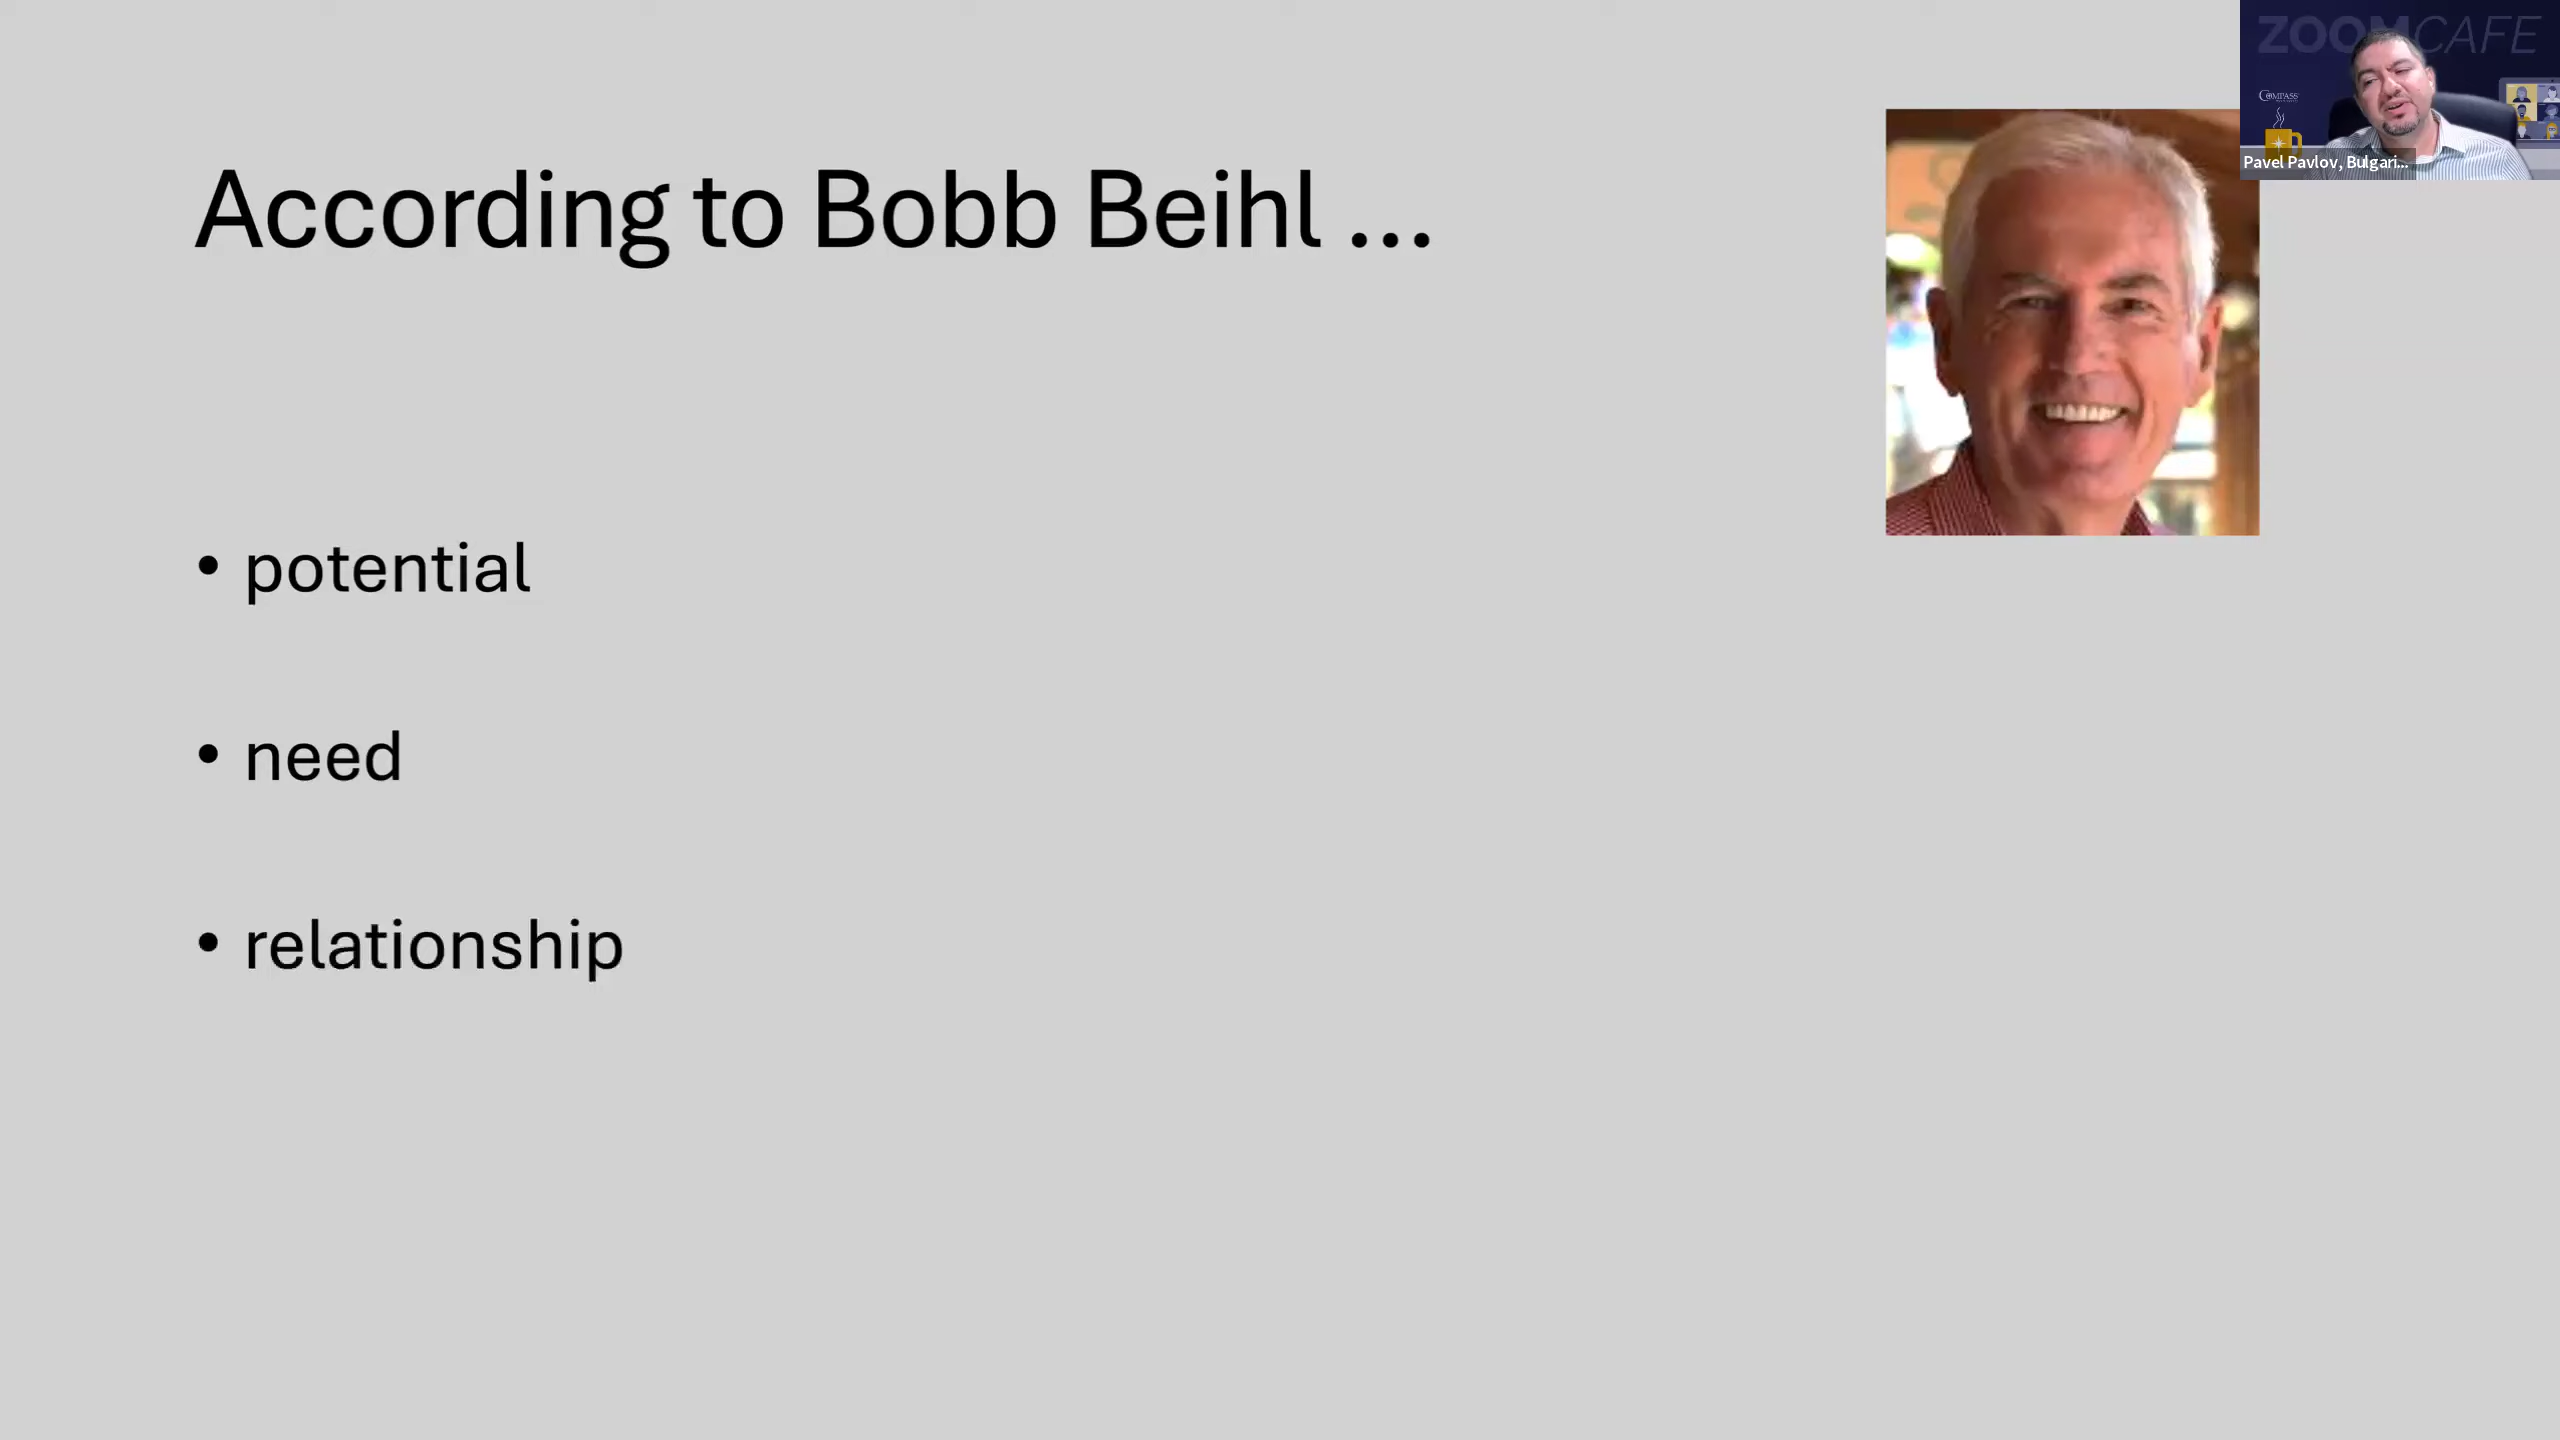 According to Bobb Beihl ...
• potential
• need
• relationship
ZOOMCAFE
COMPASS
Pavel Pavlov, Bulgari...